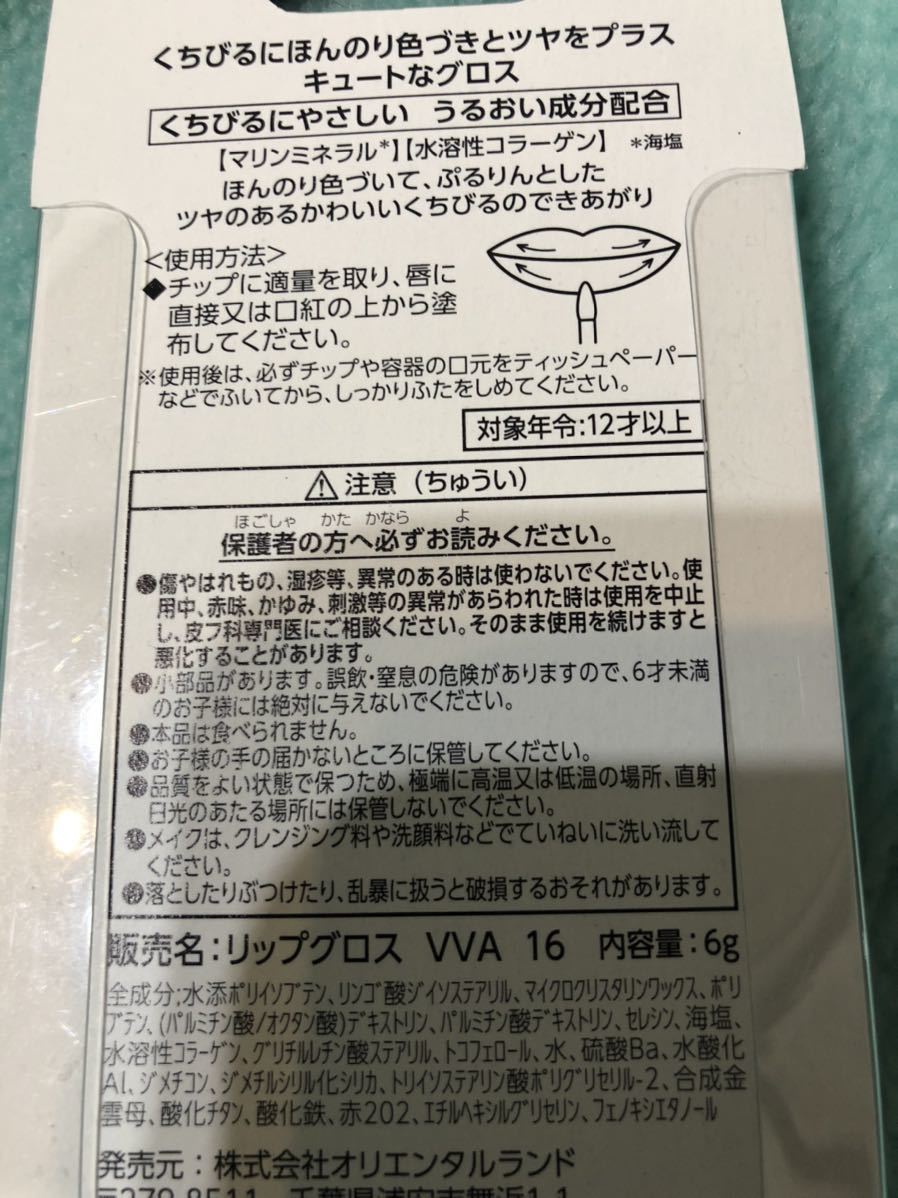 くちびるにほんのり色づきとツヤをプラス
キュートなグロス
くちびるにやさしい うるおい成分配合
【マリンミネラル*】【水溶性コラーゲン】 *海塩
ほんのり色づいて、ぷるりんとした
ツヤのあるかわいいくちびるのできあがり
<使用方法>
◆チップに適量を取り、唇に
直接又は口紅の上から塗
布してください。
※使用後は、必ずチップや容器の口元をティッシュペーパー
などでふいてから、しっかりふたをしめてください。
対象年令:12才以上
⚠注意(ちゅうい)
ほごしゃ かた かなら よ
保護者の方へ必ずお読みください。
●傷やはれもの、湿疹等、異常のある時は使わないでください。使
用中、赤味、かゆみ、刺激等の異常があらわれた時は使用を中止
し、皮フ科専門医にご相談ください。そのまま使用を続けますと
悪化することがあります。
●小部品があります。誤飲・窒息の危険がありますので、6才未満
のお子様には絶対に与えないでください。
●本品は食べられません。
●お子様の手の届かないところに保管してください。
●品質をよい状態で保つため、極端に高温又は低温の場所、直射
日光のあたる場所には保管しないでください。
●メイクは、クレンジング料や洗顔料などでていねいに洗い流して
ください。
●落としたりぶつけたり、乱暴に扱うと破損するおそれがあります。
販売名:リップグロス VVA 16 内容量:6g
全成分;水添ポリイソブテン、リンゴ酸ジイソステアリル、マイクロクリスタリンワックス、ポリ
ブテン、(パルミチン酸/オクタン酸)デキストリン、パルミチン酸デキストリン、セレシン、海塩、
水溶性コラーゲン、グリチルレチン酸ステアリル、トコフェロール、水、硫酸Ba、水酸化
Al、ジメチコン、ジメチルシリル化シリカ、トリイソステアリン酸ポリグリセリル-2、合成金
雲母、酸化チタン、酸化鉄、赤202、エチルヘキシルグリセリン、フェノキシエタノール
発売元:株式会社オリエンタルランド
〒279-8511 千葉県浦安市舞浜1-1